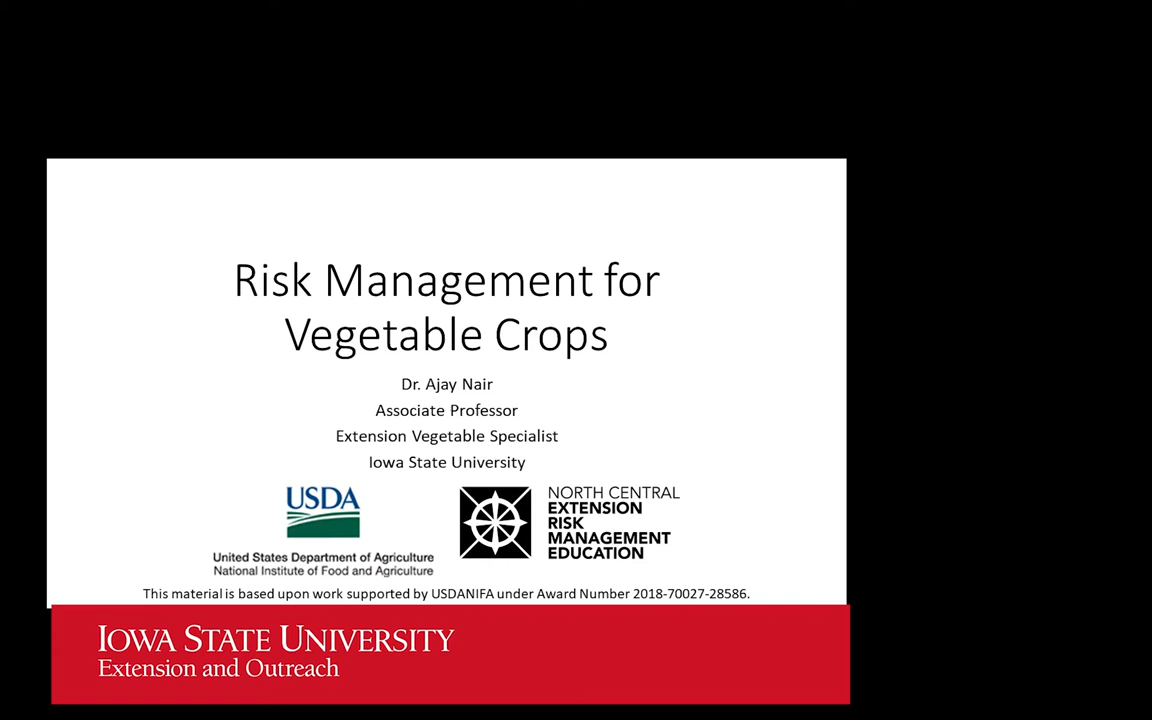 Risk Management for
Vegetable Crops
Dr. Ajay Nair
Associate Professor
Extension Vegetable Specialist
Iowa State University
USDA
United States Department of Agriculture
National Institute of Food and Agriculture
NORTH CENTRAL
EXTENSION
RISK
MANAGEMENT
EDUCATION
This material is based upon work supported by USDANIFA under Award Number 2018-70027-28586.
IOWA STATE UNIVERSITY
Extension and Outreach